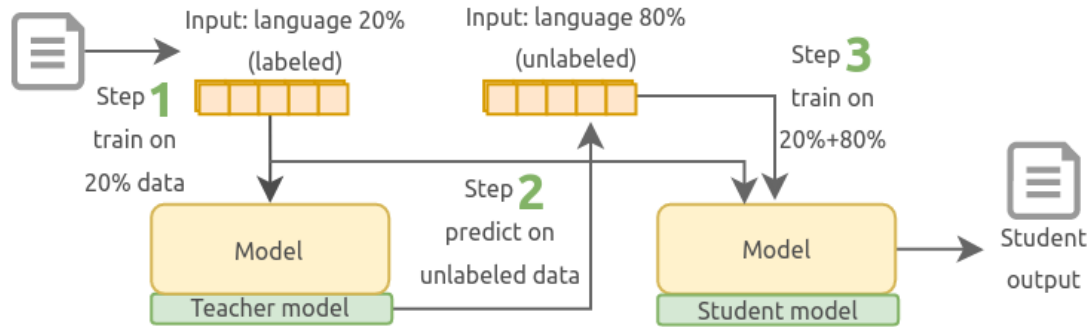 Input: language 20%
(labeled)
Input: language 80%
(unlabeled)
Step 1
train on
20% data
Step 2
predict on
unlabeled data
Step 3
train on
20%+80%
Model
Teacher model
Model
Student model
Student
output